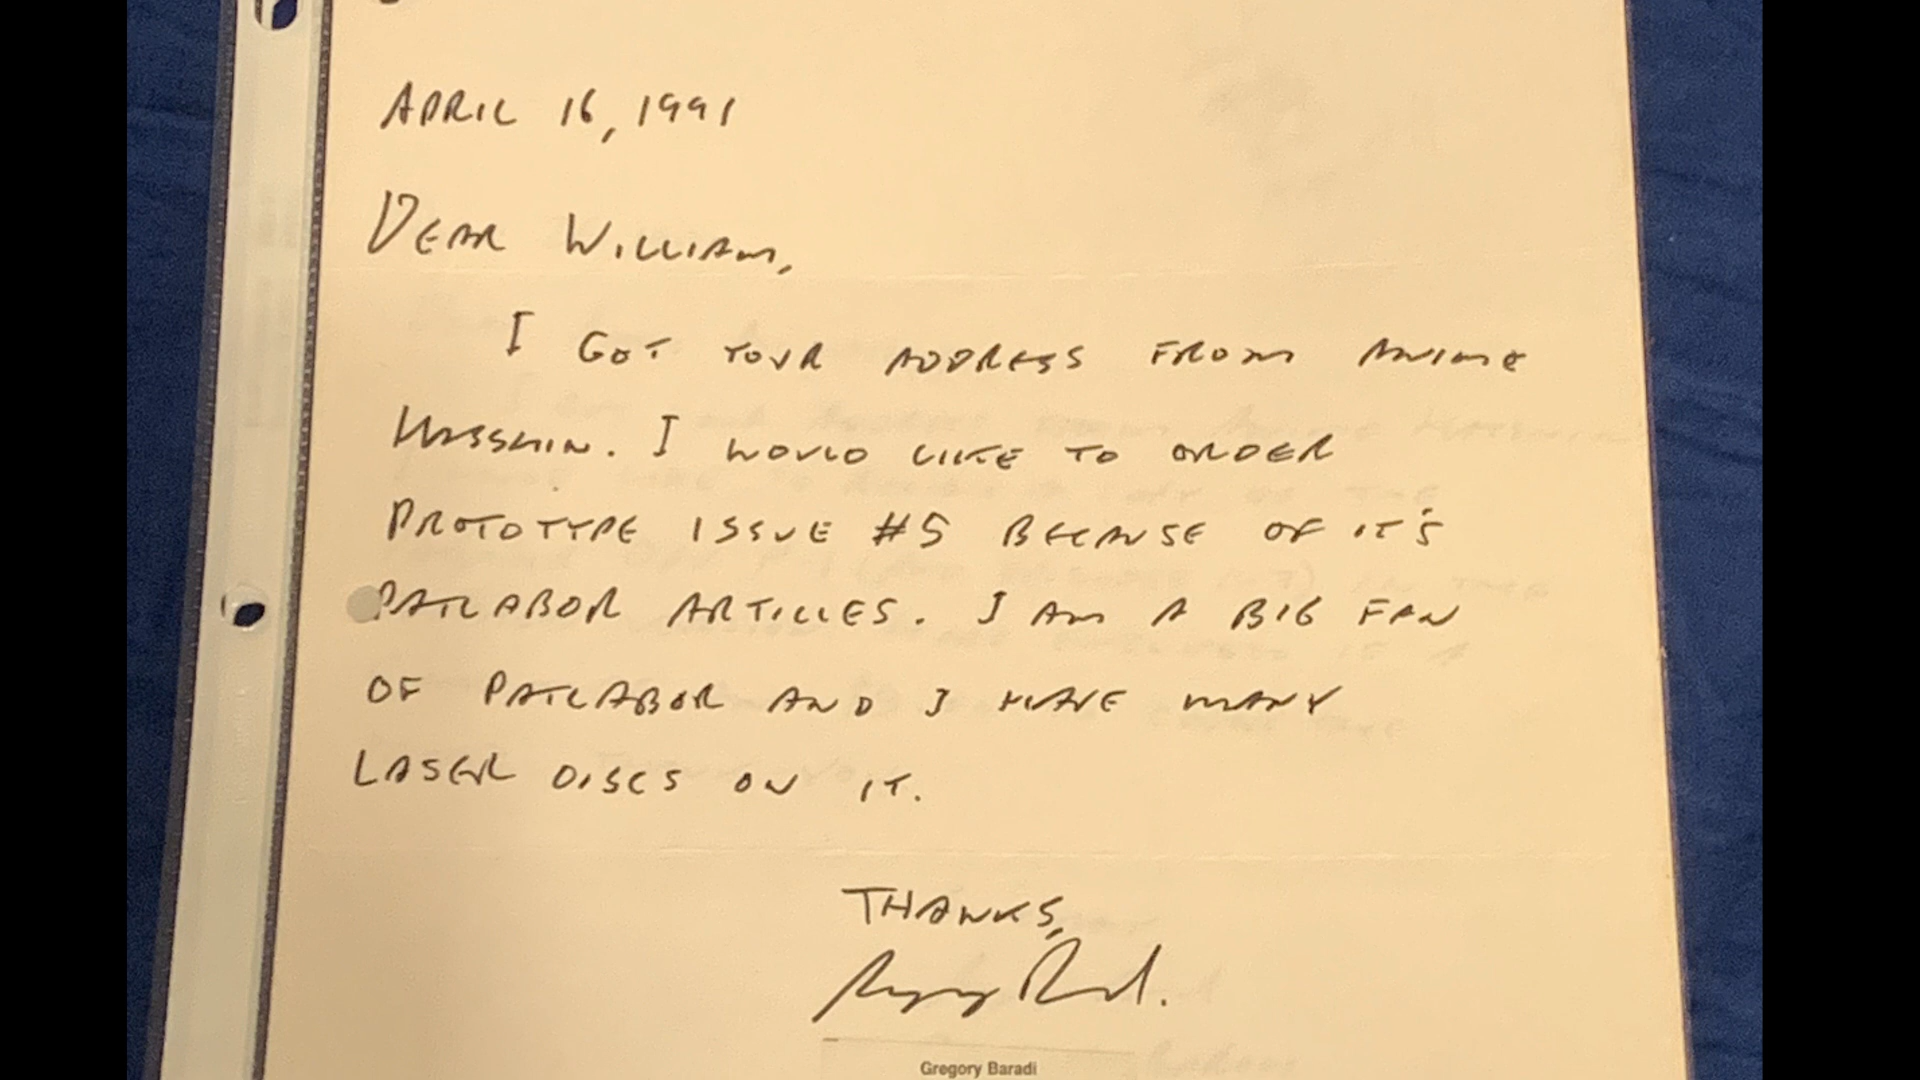 APRIL 16, 1991
DEAR WILLIAM,
I GOT YOUR ADDRESS FROM ANIME
HASSHIN. I WOULD LIKE TO ORDER
PROTOTYPE ISSUE #5 BECAUSE OF IT'S
PATLABOR ARTICLES. I AM A BIG FAN
OF PATLABOR AND I HAVE MANY
LASER DISCS ON IT.
THANKS,
Gregory Baradi